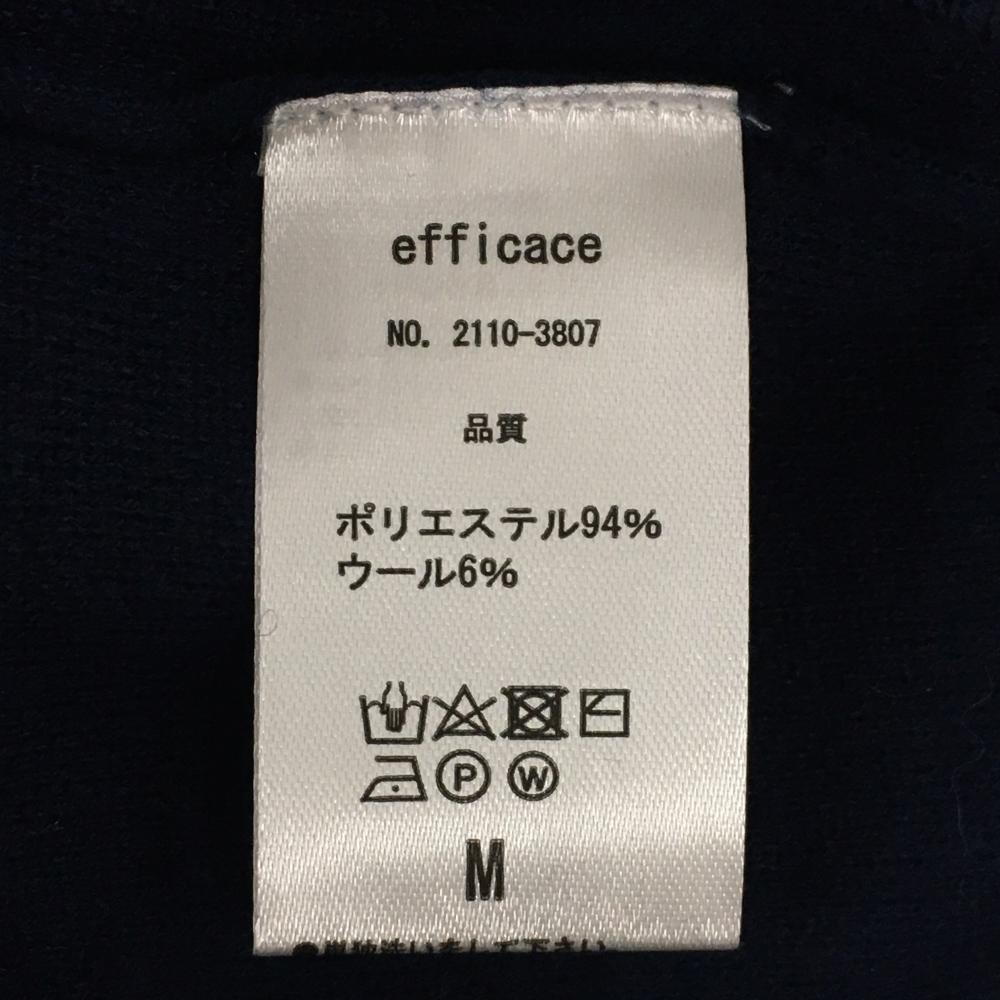 efficace
NO. 2110-3807
品質
ポリエステル94%
ウール6%
P W
M